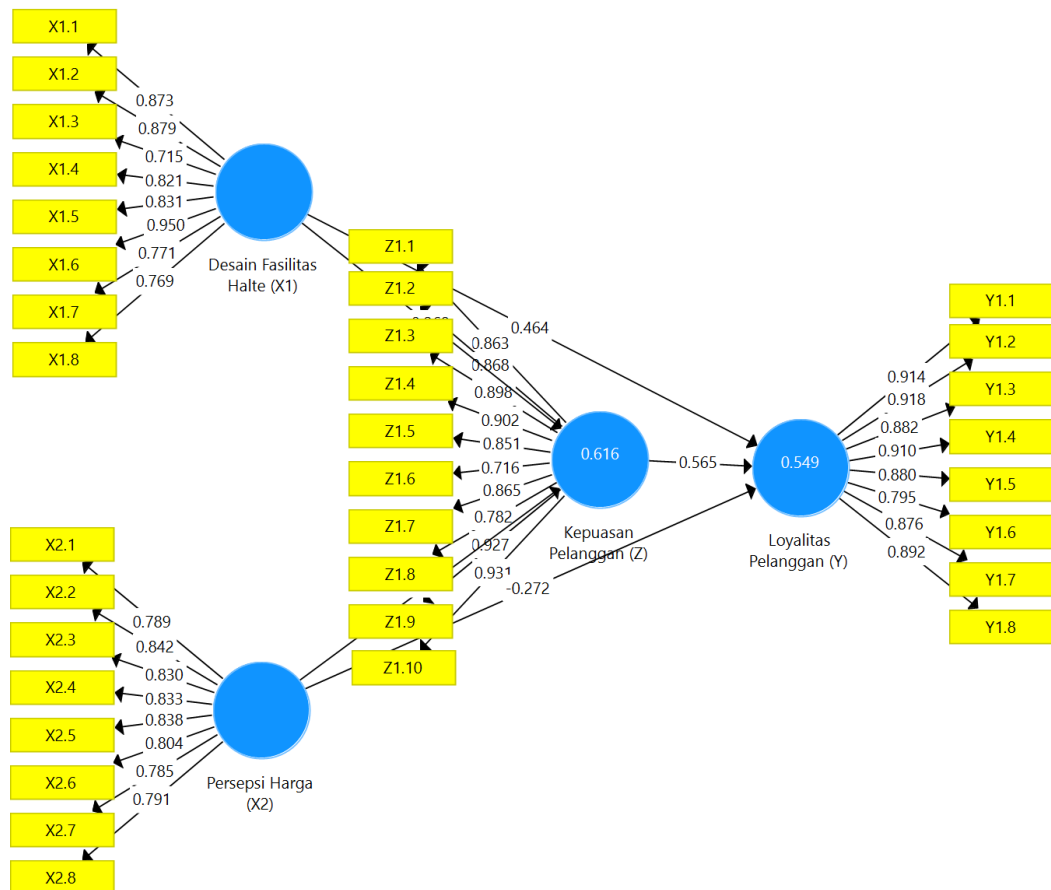 X1.1
X1.2
X1.3
X1.4
X1.5
X1.6
X1.7
X1.8
0.873
0.879
0.715
0.821
0.831
0.950
0.771
0.769
Desain Fasilitas
Halte (X1)
X2.1
X2.2
X2.3
X2.4
X2.5
X2.6
X2.7
X2.8
0.789
0.842
0.830
0.833
0.838
0.804
0.785
0.791
Persepsi Harga
(X2)
Z1.1
Z1.2
Z1.3
Z1.4
Z1.5
Z1.6
Z1.7
Z1.8
Z1.9
Z1.10
0.863
0.868
0.898
0.902
0.851
0.716
0.865
0.782
0.927
0.931
0.616
Kepuasan
Pelanggan (Z)
0.464
0.565
-0.272
0.549
Loyalitas
Pelanggan (Y)
0.914
0.918
0.882
0.910
0.880
0.795
0.876
0.892
Y1.1
Y1.2
Y1.3
Y1.4
Y1.5
Y1.6
Y1.7
Y1.8